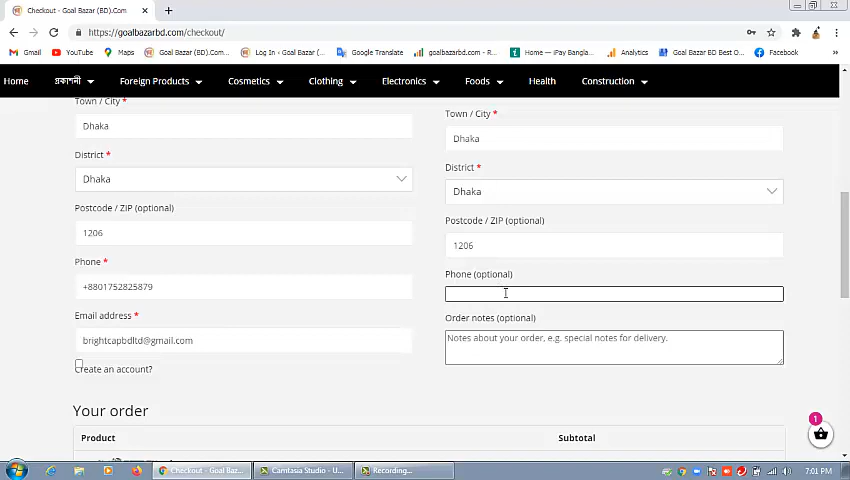 Checkout - Goal Bazar (BD).Com
https://goalbazarbd.com/checkout/
Gmail YouTube Maps Goal Bazar (BD).Com Log In ‹ Goal Bazar (... Google Translate goalbazarbd.com - R... Home — iPay Bangla... Analytics Goal Bazar BD Best O... Facebook »
Home প্রকাশনী Foreign Products Cosmetics Clothing Electronics Foods Health Construction
Town / City *
Dhaka
District *
Dhaka
Postcode / ZIP (optional)
1206
Phone *
+8801752825879
Email address *
brightcapbdltd@gmail.com
Create an account?
Town / City *
Dhaka
District *
Dhaka
Postcode / ZIP (optional)
1206
Phone (optional)
Order notes (optional)
Notes about your order, e.g. special notes for delivery.
Your order
Product Subtotal
1
Checkout - Goal Baz... Camtasia Studio - U... Recording... 7:01 PM